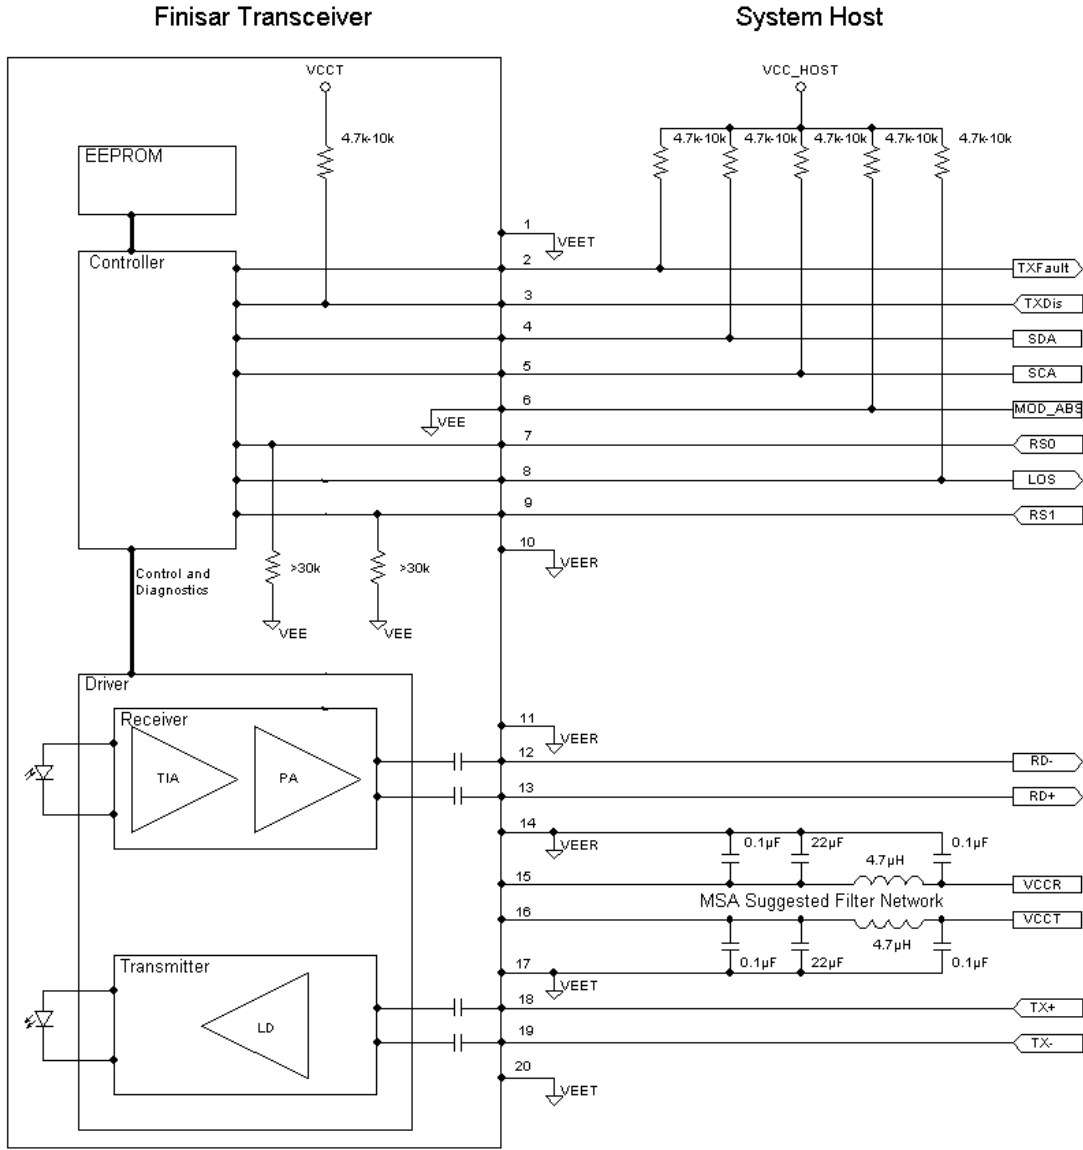 Finisar Transceiver
System Host
VCCT
VCC_HOST
4.7k-10k
4.7k-10k
4.7k-10k
4.7k-10k
4.7k-10k
4.7k-10k
EEPROM
1
VEET
Controller
2
TXFault
3
TXDis
4
SDA
5
SCA
6
VEE
MOD_ABS
7
RS0
8
LOS
9
RS1
10
VEER
Control and
Diagnostics
>30k
>30k
VEE
VEE
Driver
Receiver
11
VEER
12
RD-
TIA
PA
13
RD+
14
VEER
0.1µF
22µF
0.1µF
4.7µH
15
VCCR
MSA Suggested Filter Network
16
VCCT
4.7µH
Transmitter
17
0.1µF
22µF
0.1µF
VEET
18
TX+
LD
19
TX-
20
VEET